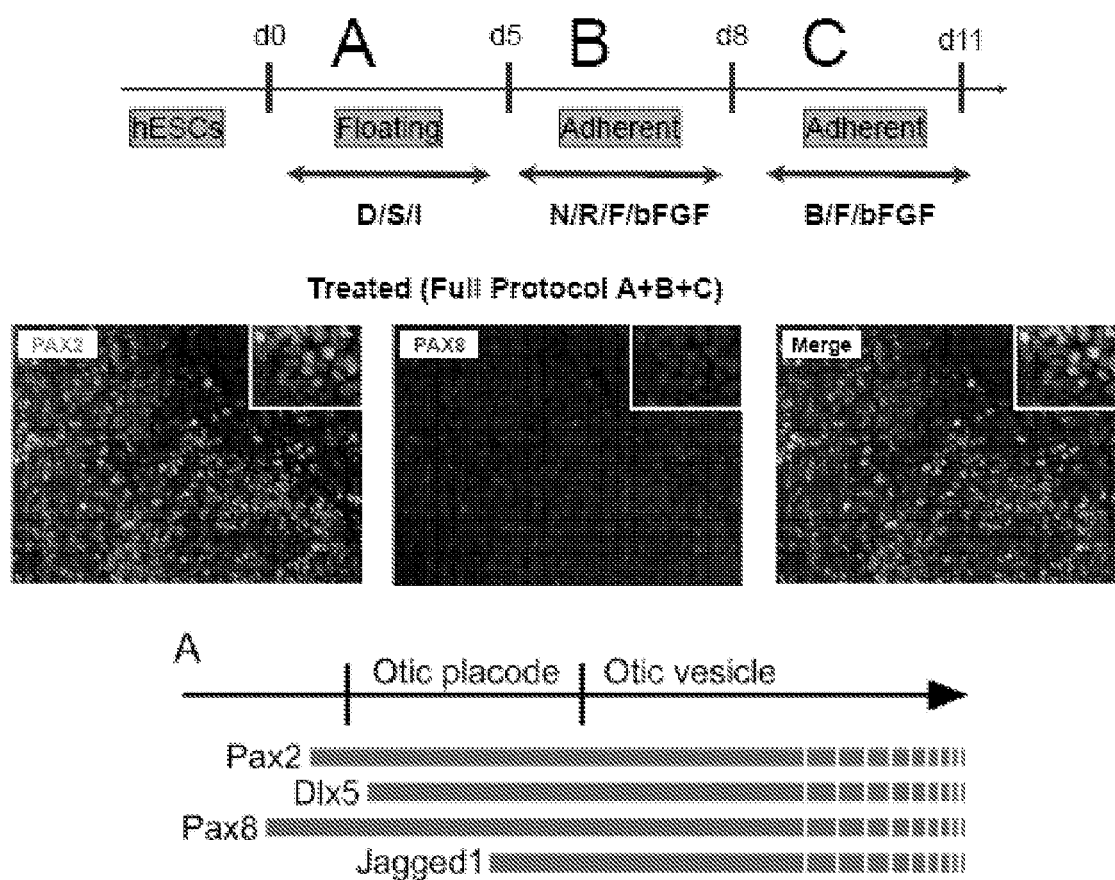 d0 A d5 B d8 C d11
hESCs Floating Adherent Adherent
D/S/I N/R/F/bFGF B/F/bFGF
Treated (Full Protocol A+B+C)
PAX2 PAX8 Merge
A
Otic placode Otic vesicle
Pax2
Dlx5
Pax8
Jagged1